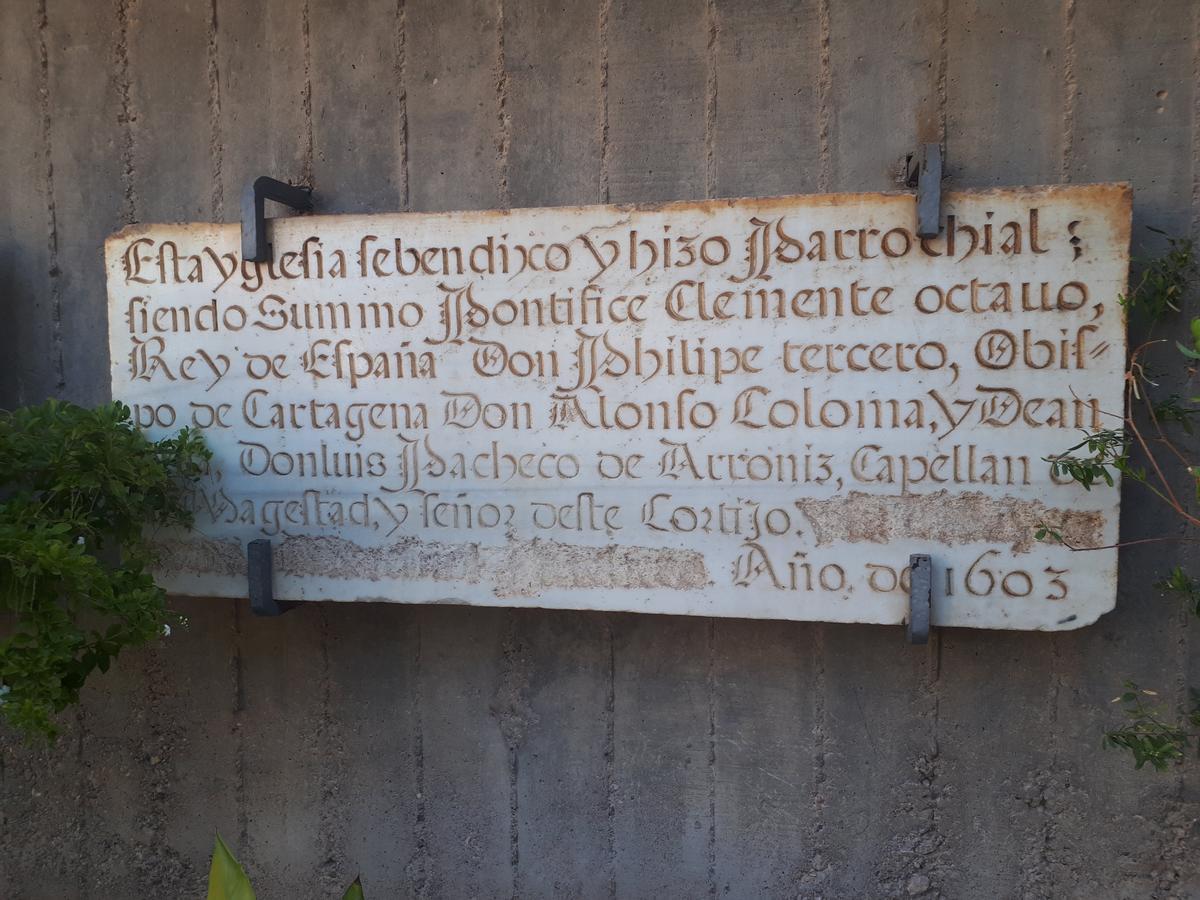 Esta yglesia se bendixo y hizo Parrochial;
siendo Summo Pontifice Clemente octauo,
Rey de España Don Philipe tercero, Obis-
po de Cartagena Don Alonso Coloma, y Dean
Don luis Pacheco de Arroniz, Capellan
Magestad, y señor deste Cortijo.
Año. de 1603